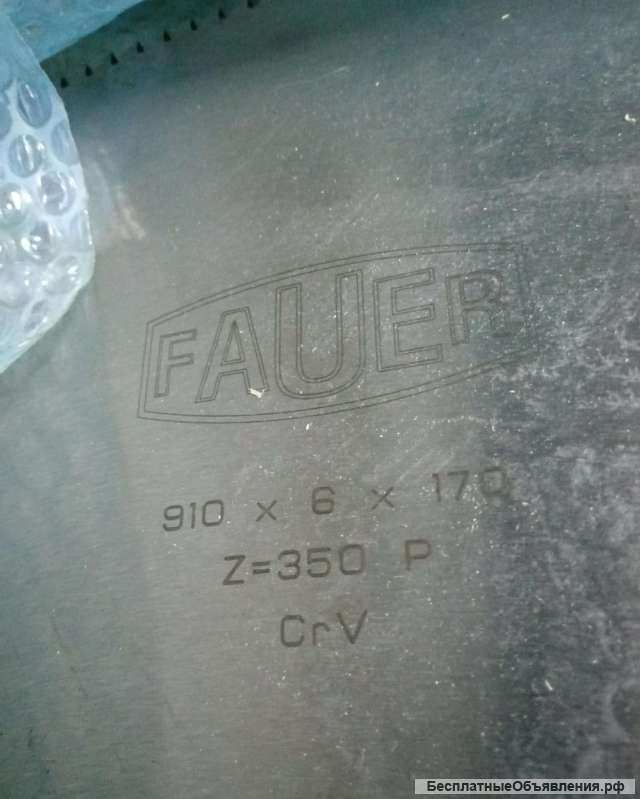 FAUER
910 x 6 x 170
Z=350 P
CrV
БесплатныеОбъявления.рф